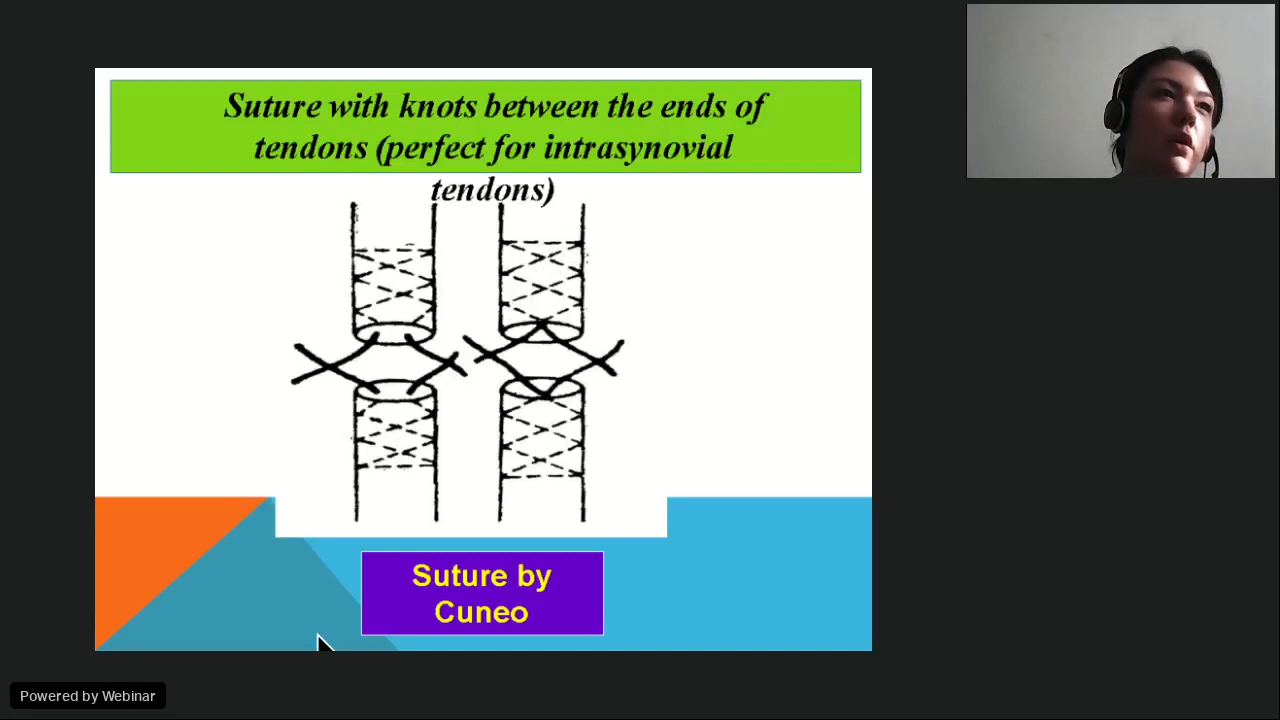 Suture with knots between the ends of
tendons (perfect for intrasynovial
tendons)
Suture by
Cuneo
Powered by Webinar